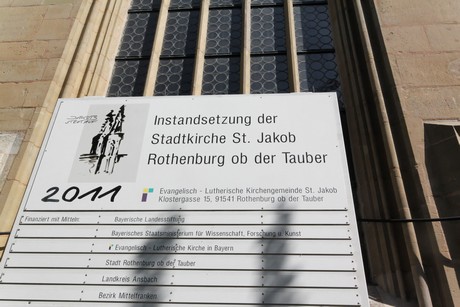 Instandsetzung der
Stadtkirche St. Jakob
Rothenburg ob der Tauber
2011
Evangelisch - Lutherische Kirchengemeinde St. Jakob
Klostergasse 15, 91541 Rothenburg ob der Tauber
Finanziert mit Mitteln: Bayerische Landesstiftung
Bayerisches Staatsministerium für Wissenschaft, Forschung u. Kunst
Evangelisch - Lutherische Kirche in Bayern
Stadt Rothenburg ob der Tauber
Landkreis Ansbach
Bezirk Mittelfranken